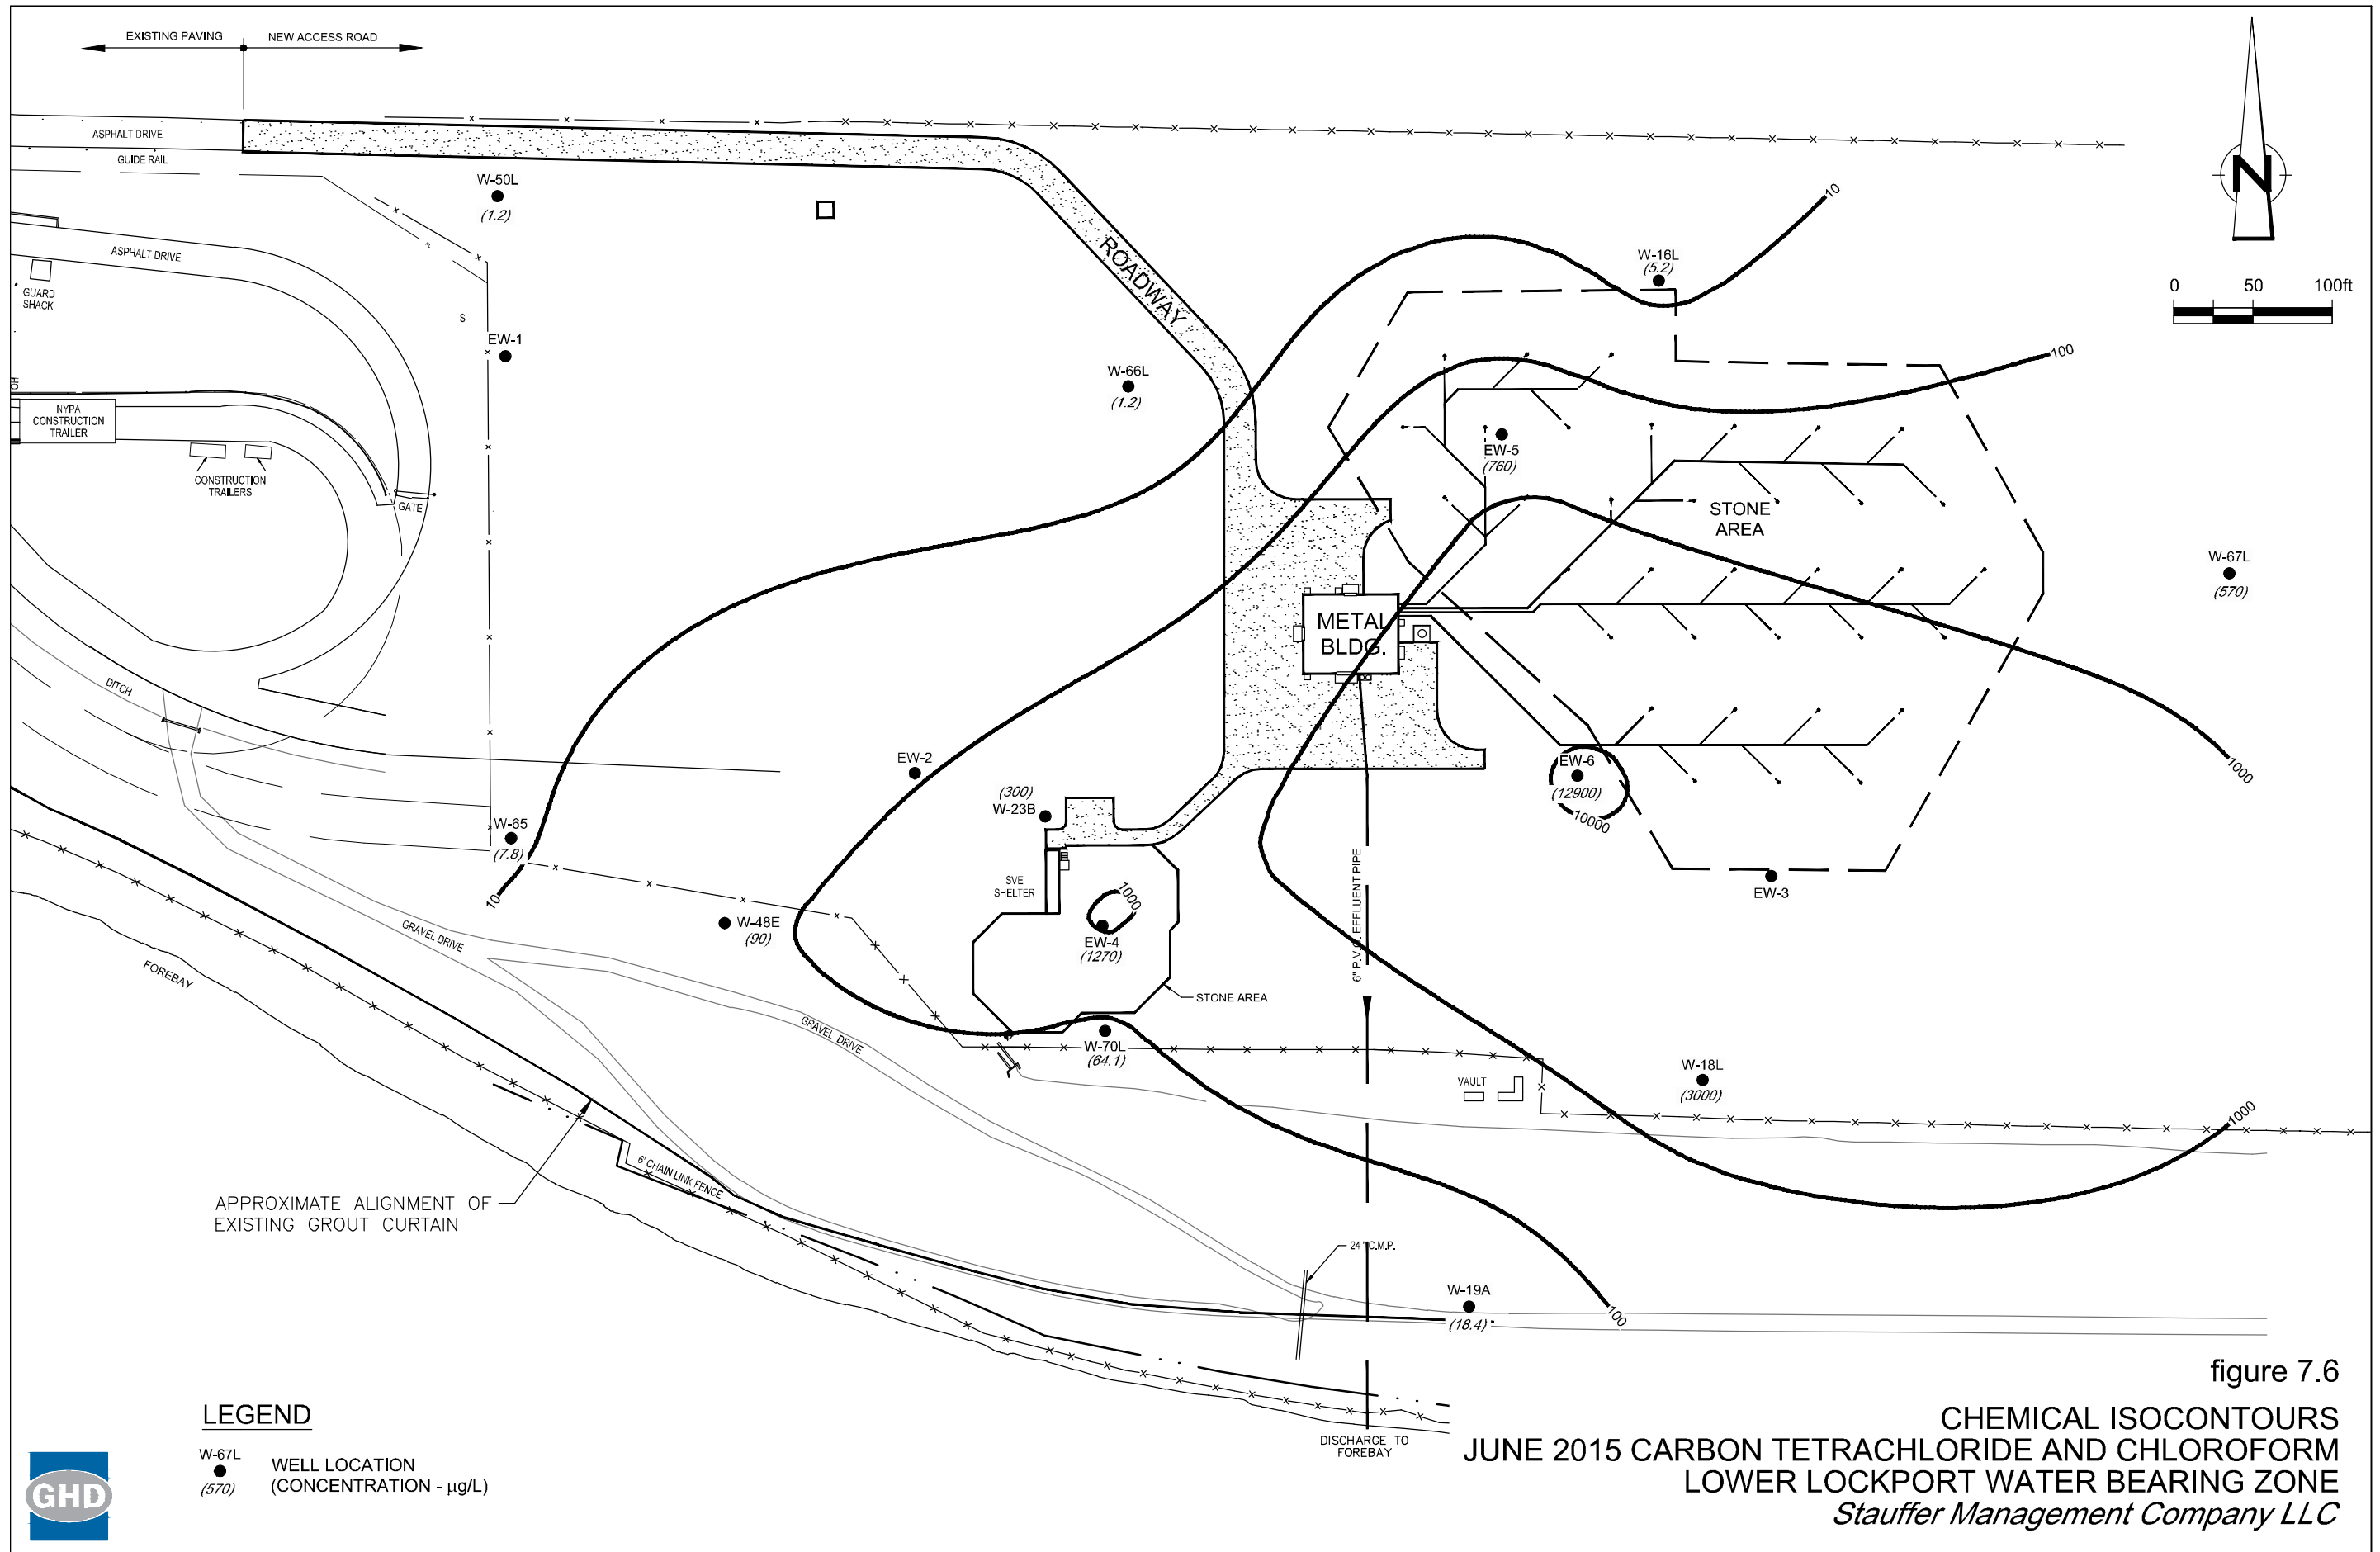 EXISTING PAVING
NEW ACCESS ROAD
ASPHALT DRIVE
GUIDE RAIL
W-50L
(1.2)
ASPHALT DRIVE
GUARD
SHACK
S
EW-1
NYPA
CONSTRUCTION
TRAILER
CONSTRUCTION
TRAILERS
GATE
ROADWAY
W-66L
(1.2)
10
W-16L
(5.2)
N
0 50 100ft
100
EW-5
(760)
STONE
AREA
W-67L
(570)
METAL
BLDG.
DITCH
EW-2
(300)
W-23B
EW-6
(12900)
10000
1000
W-65
(7.8)
10
SVE
SHELTER
1000
EW-4
(1270)
6" P.V.C. EFFLUENT PIPE
EW-3
W-48E
(90)
GRAVEL DRIVE
FOREBAY
STONE AREA
GRAVEL DRIVE
W-70L
(64.1)
VAULT
W-18L
(3000)
1000
6' CHAIN LINK FENCE
APPROXIMATE ALIGNMENT OF
EXISTING GROUT CURTAIN
24" C.M.P.
W-19A
(18.4)
100
DISCHARGE TO
FOREBAY
LEGEND
W-67L
(570)
WELL LOCATION
(CONCENTRATION - µg/L)
GHD
figure 7.6
CHEMICAL ISOCONTOURS
JUNE 2015 CARBON TETRACHLORIDE AND CHLOROFORM
LOWER LOCKPORT WATER BEARING ZONE
Stauffer Management Company LLC